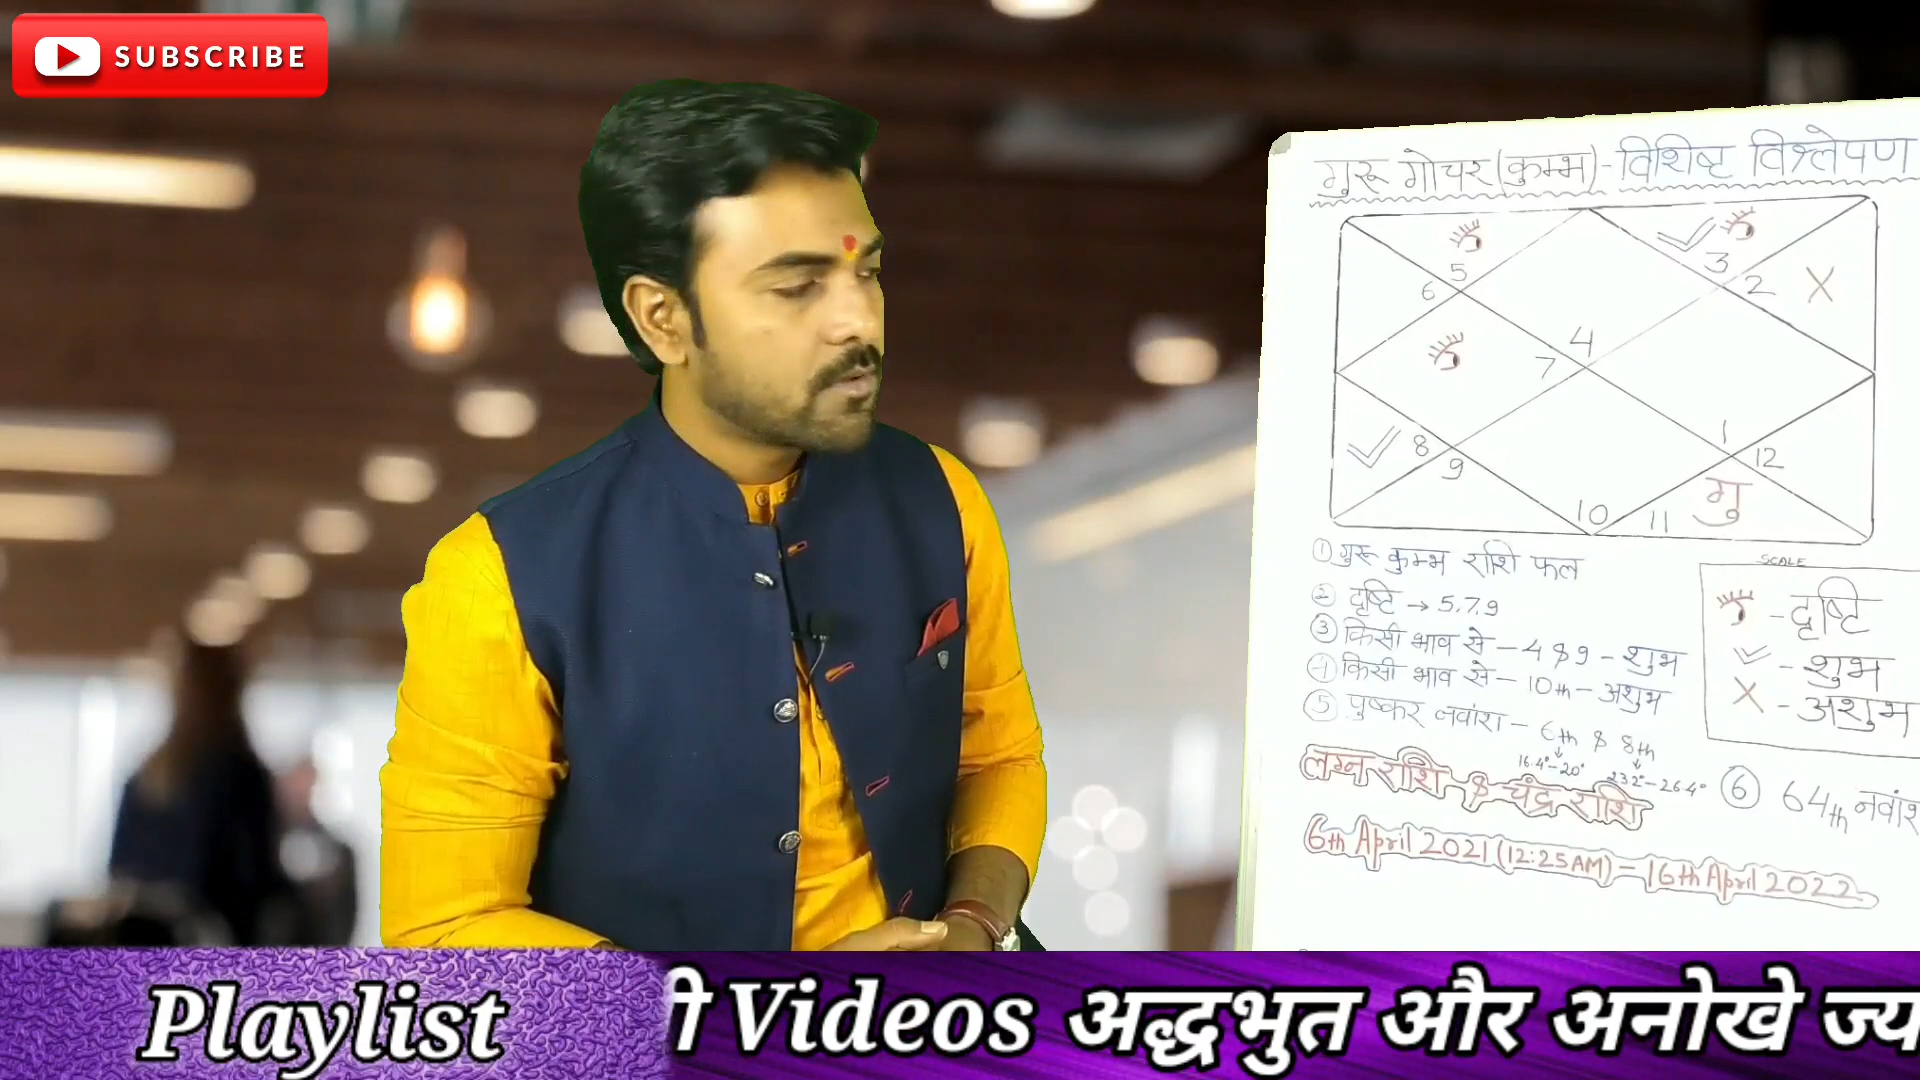 SUBSCRIBE
गुरू गोचर (कुम्भ) - विशिष्ट विश्लेषण
5
3
6
2
X
4
7
1
8
12
9
गु
10
11
① गुरू कुम्भ राशि फल
② दृष्टि → 5,7,9
③ किसी भाव से - 4 & 9 - शुभ
④ किसी भाव से - 10th - अशुभ
⑤ पुष्कर नवांश - 6th & 8th
16.4° - 20° 23.2° - 26.4°
लग्न राशि & चंद्र राशि
⑥ 64th नवांश
6th April 2021 (12:25 AM) - 16th April 2022
SCALE
- दृष्टि
- शुभ
X - अशुभ
Playlist
ी Videos अद्धभुत और अनोखे ज्य